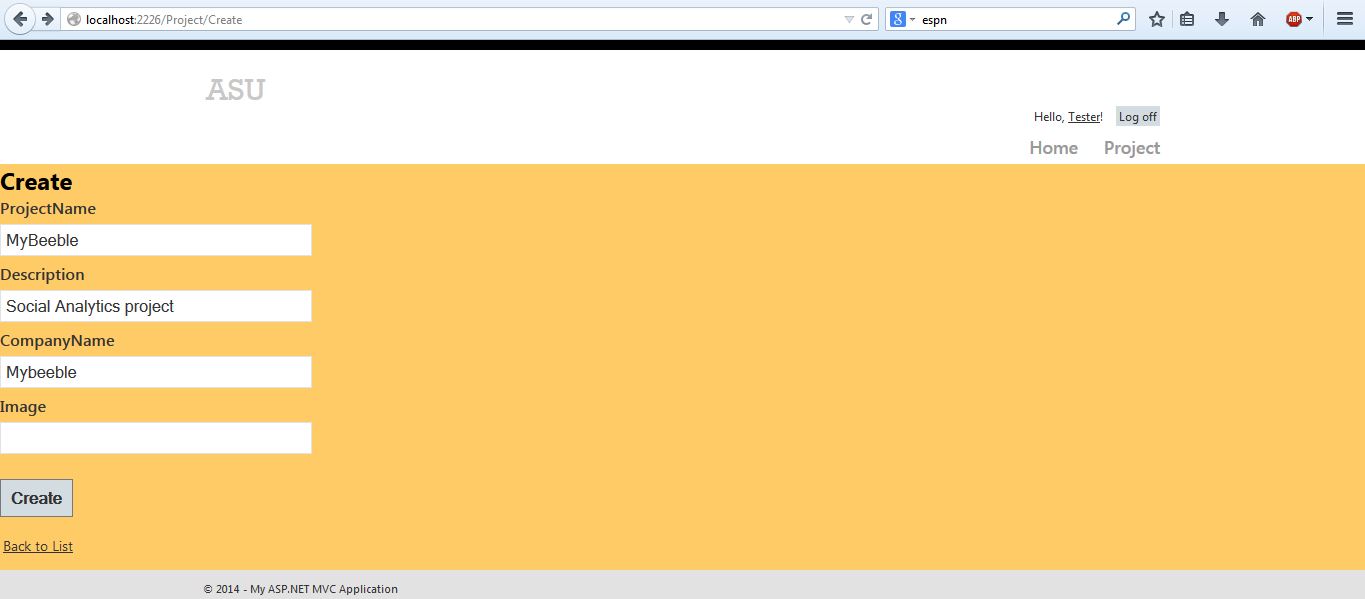 localhost:2226/Project/Create
8
espn
ABP
ASU
Hello, Tester!
Log off
Home
Project
Create
ProjectName
MyBeeble
Description
Social Analytics project
CompanyName
Mybeeble
Image
Create
Back to List
© 2014 - My ASP.NET MVC Application